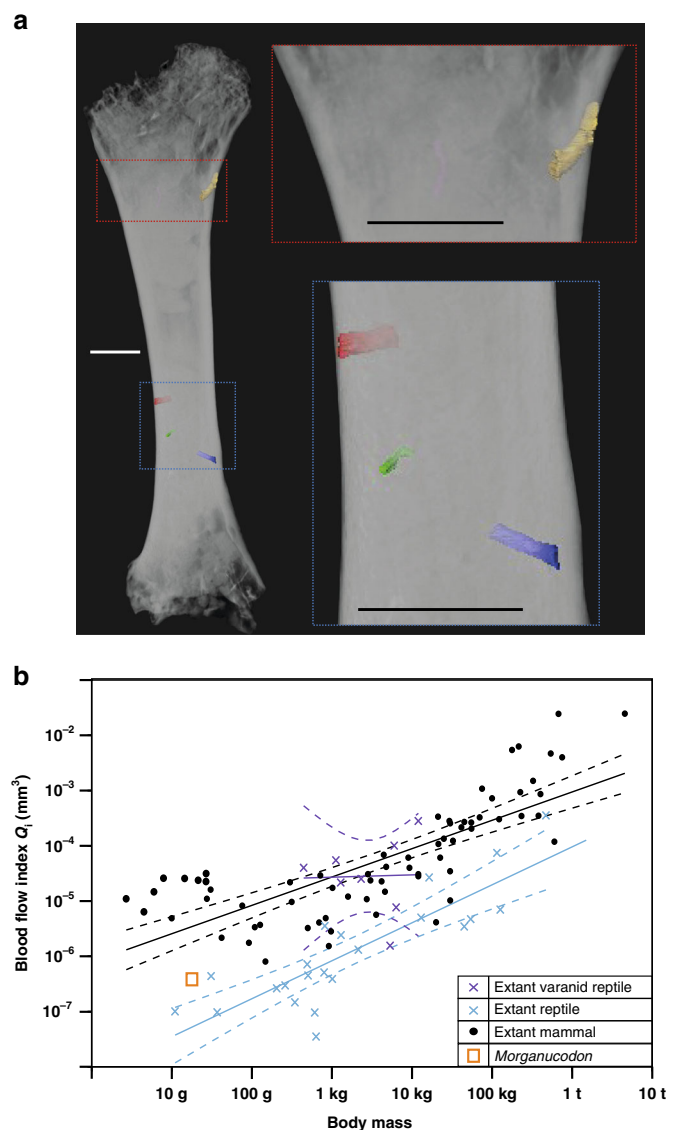 a
b
Blood flow index Qi (mm³)
10⁻²
10⁻³
10⁻⁴
10⁻⁵
10⁻⁶
10⁻⁷
Extant varanid reptile
Extant reptile
Extant mammal
Morganucodon
10 g
100 g
1 kg
10 kg
100 kg
1 t
10 t
Body mass